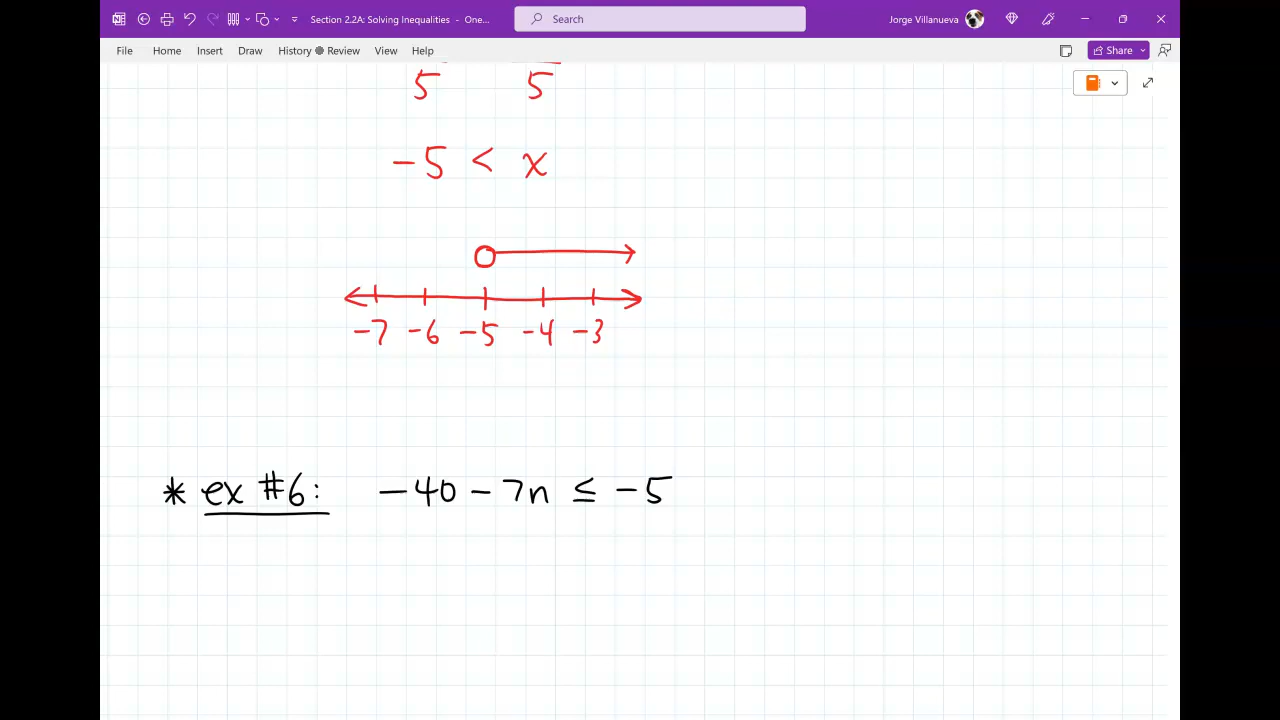 Section 2.2A: Solving Inequalities - One...
Search
Jorge Villanueva
File Home Insert Draw History Review View Help
Share
5 5
-5 < x
-7 -6 -5 -4 -3
* ex #6: -40 - 7n ≤ -5